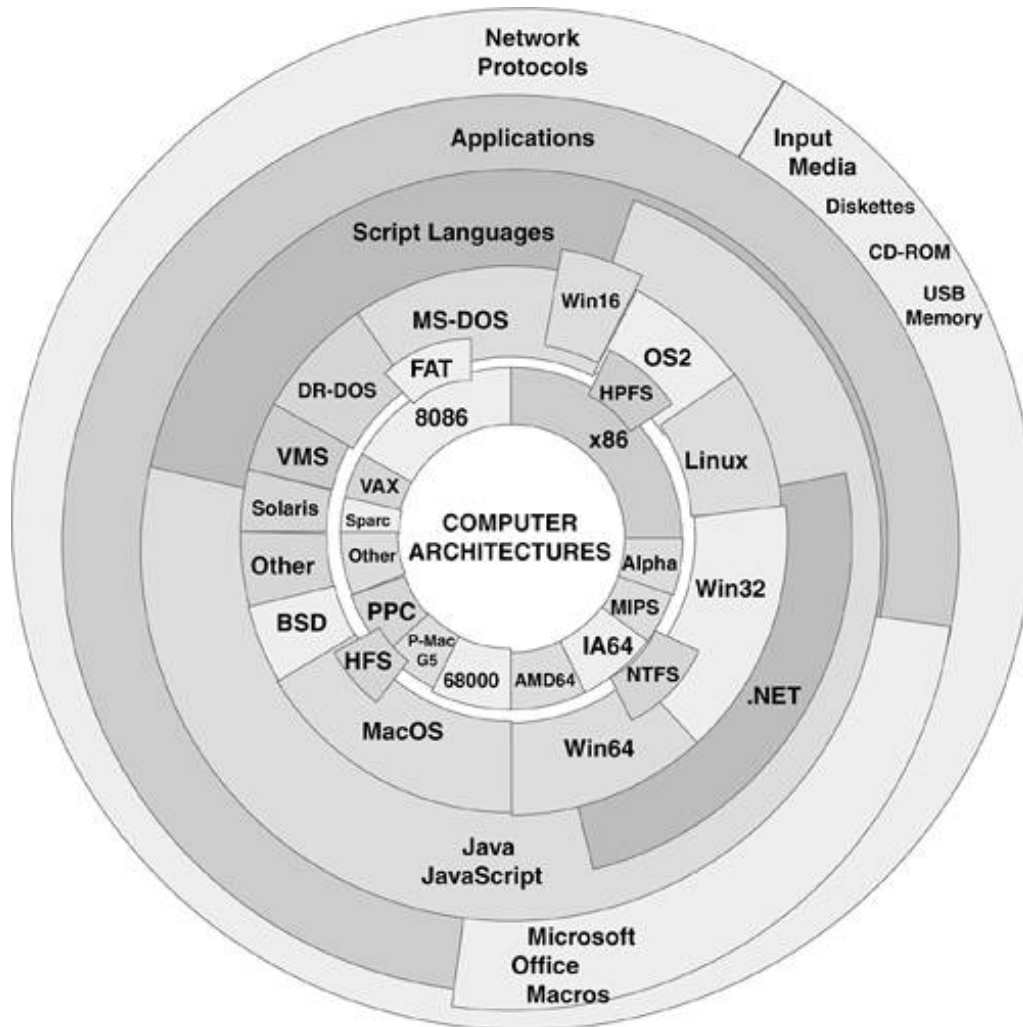 Network
Protocols
Applications
Input
Media
Diskettes
CD-ROM
USB
Memory
Script Languages
Win16
MS-DOS
OS2
FAT
HPFS
DR-DOS
8086
x86
VMS
Linux
VAX
Solaris
Sparc
COMPUTER
ARCHITECTURES
Other
Other
Alpha
Win32
MIPS
BSD
PPC
IA64
P-Mac
G5
HFS
68000
AMD64
NTFS
.NET
MacOS
Win64
Java
JavaScript
Microsoft
Office
Macros